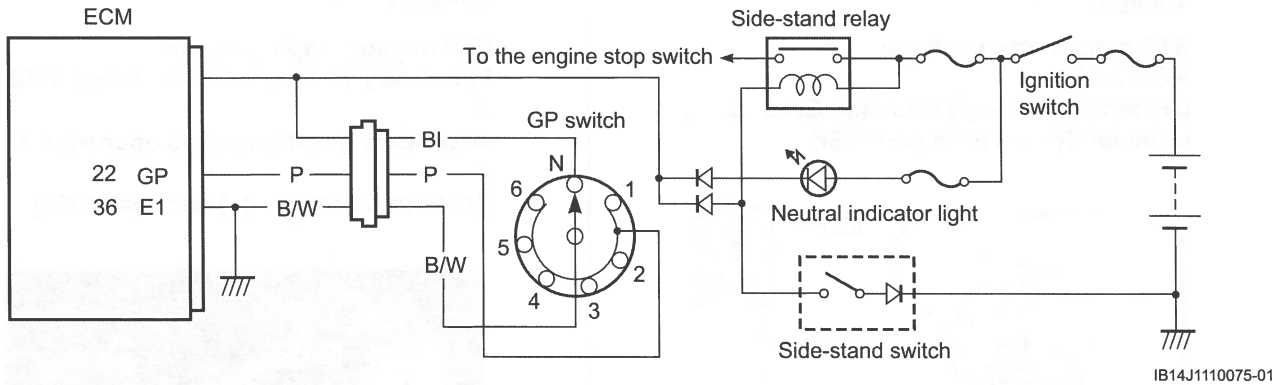 ECM
Side-stand relay
To the engine stop switch
Ignition
switch
GP switch
Bl
N
22 GP
P
P
6
1
36 E1
B/W
Neutral indicator light
5
2
B/W
4
3
Side-stand switch
IB14J1110075-01